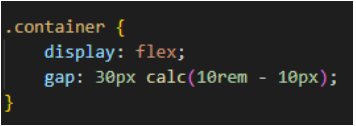 .container {
    display: flex;
    gap: 30px calc(10rem - 10px);
}